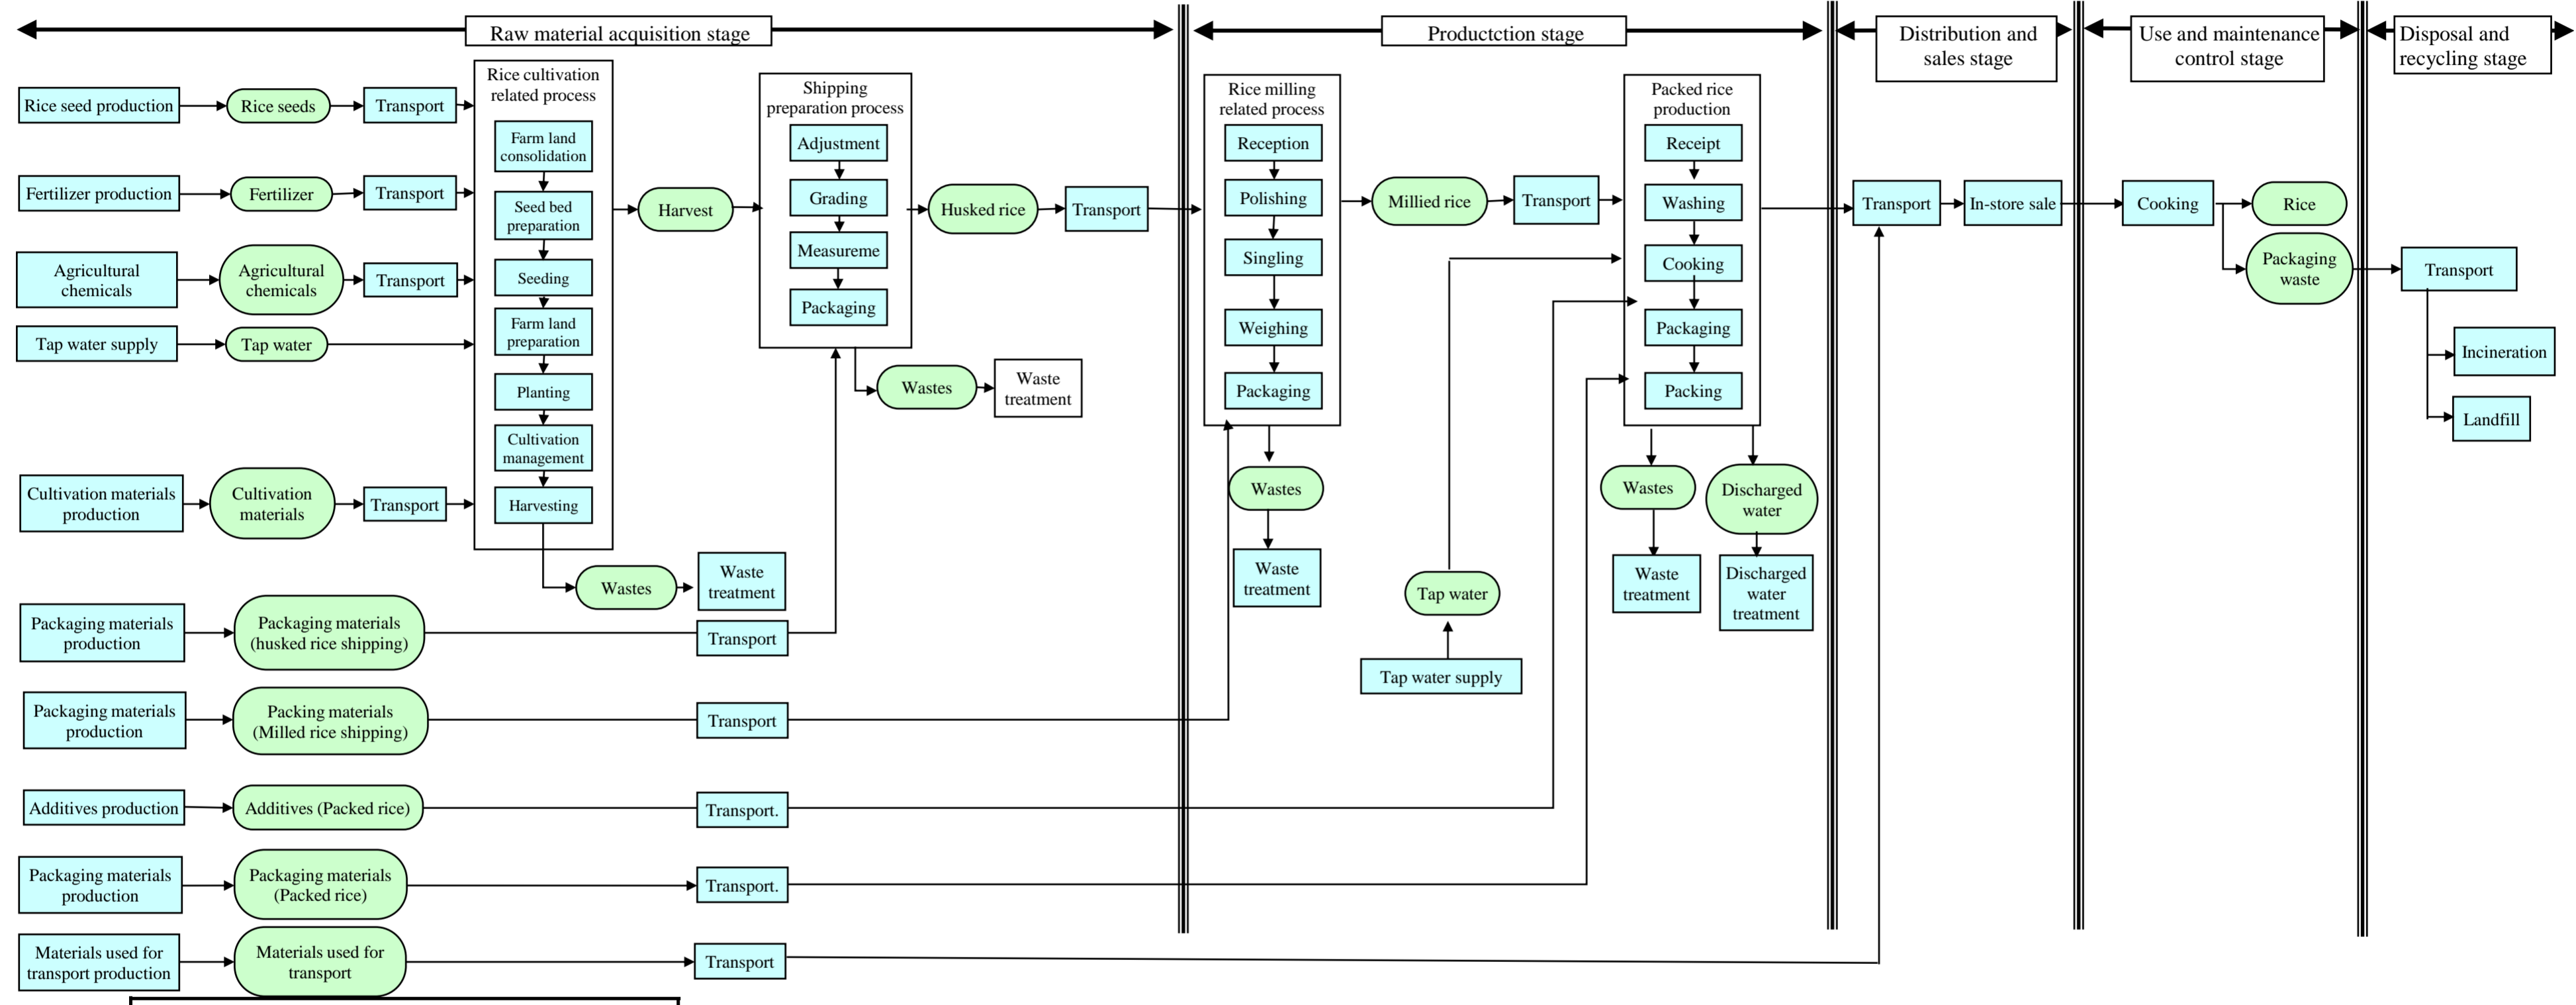 Raw material acquisition stage
Productction stage
Distribution and
sales stage
Use and maintenance
control stage
Disposal and
recycling stage
Rice seed production
Rice seeds
Transport
Fertilizer production
Fertilizer
Transport
Agricultural
chemicals
Agricultural
chemicals
Transport
Tap water supply
Tap water
Cultivation materials
production
Cultivation
materials
Transport
Rice cultivation
related process
Farm land
consolidation
Seed bed
preparation
Seeding
Farm land
preparation
Planting
Cultivation
management
Harvesting
Wastes
Waste
treatment
Harvest
Shipping
preparation process
Adjustment
Grading
Measureme
Packaging
Wastes
Waste
treatment
Husked rice
Transport
Packaging materials
production
Packaging materials
(husked rice shipping)
Transport
Packaging materials
production
Packing materials
(Milled rice shipping)
Transport
Additives production
Additives (Packed rice)
Transport.
Packaging materials
production
Packaging materials
(Packed rice)
Transport.
Materials used for
transport production
Materials used for
transport
Transport
Rice milling
related process
Reception
Polishing
Singling
Weighing
Packaging
Wastes
Waste
treatment
Millied rice
Transport
Tap water
Tap water supply
Packed rice
production
Receipt
Washing
Cooking
Packaging
Packing
Wastes
Waste
treatment
Discharged
water
Discharged
water
treatment
Transport
In-store sale
Cooking
Rice
Packaging
waste
Transport
Incineration
Landfill